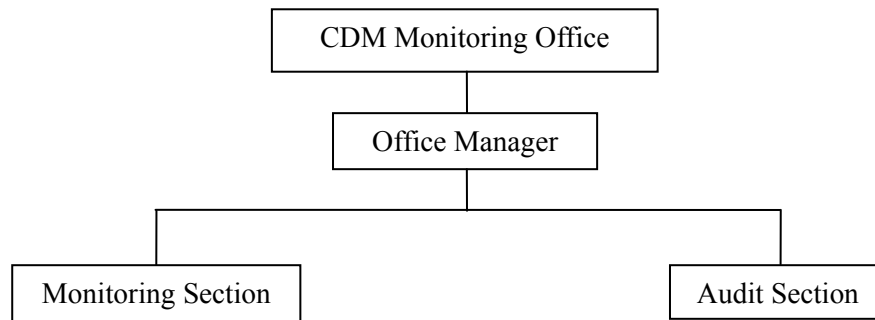 CDM Monitoring Office
Office Manager
Monitoring Section
Audit Section